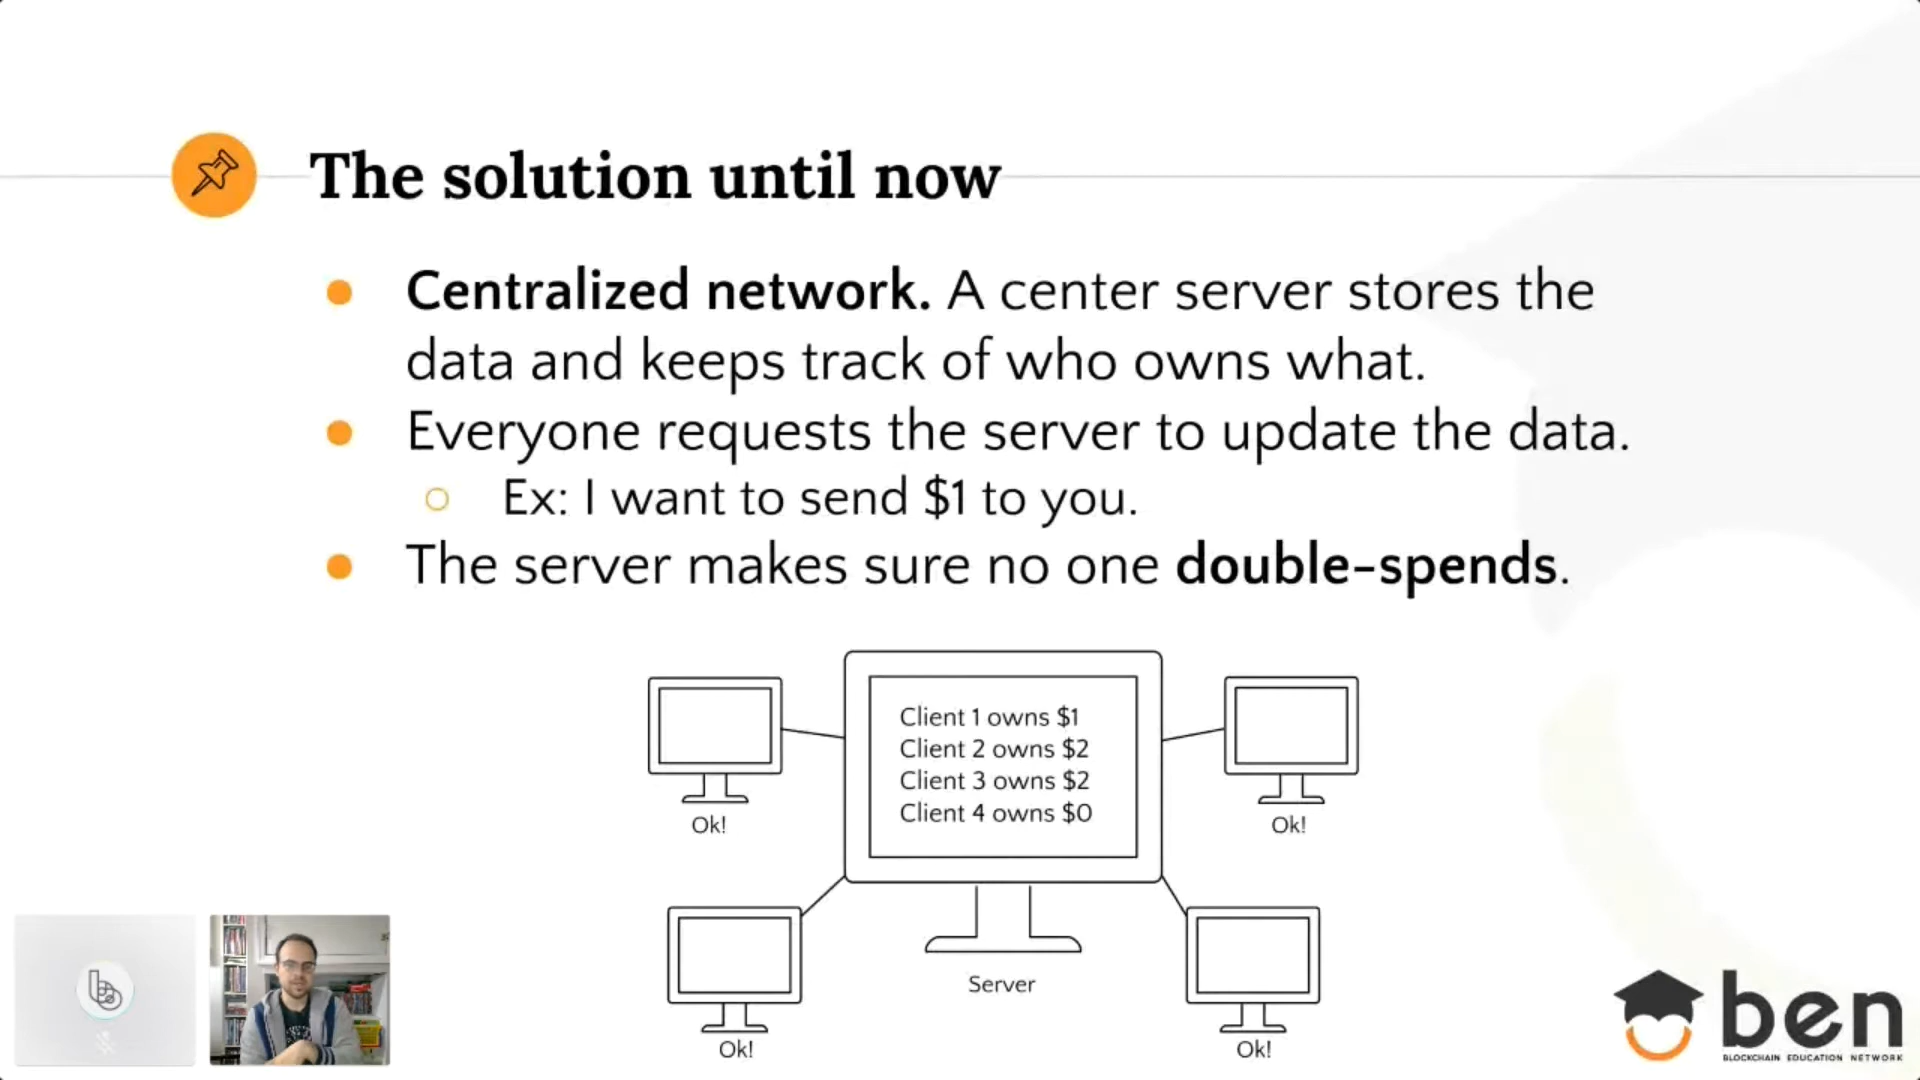 The solution until now
Centralized network. A center server stores the
data and keeps track of who owns what.
Everyone requests the server to update the data.
Ex: I want to send $1 to you.
The server makes sure no one double-spends.
Client 1 owns $1
Client 2 owns $2
Client 3 owns $2
Client 4 owns $0
Ok!
Ok!
Server
Ok!
Ok!
ben
BLOCKCHAIN EDUCATION NETWORK